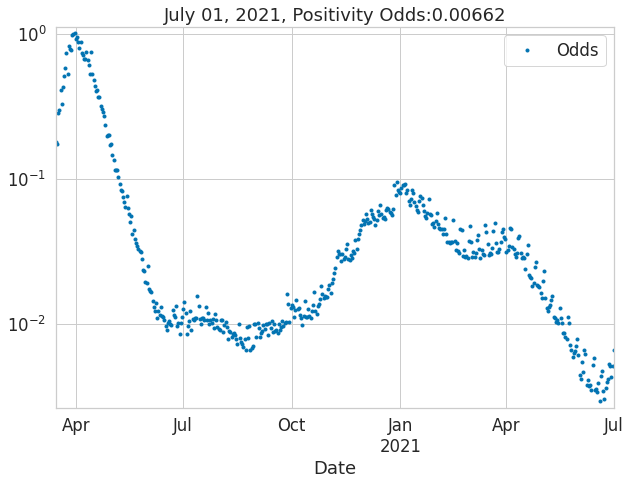 July 01, 2021, Positivity Odds:0.00662
10⁰
Odds
10⁻¹
10⁻²
Apr Jul Oct Jan Apr Jul
2021
Date